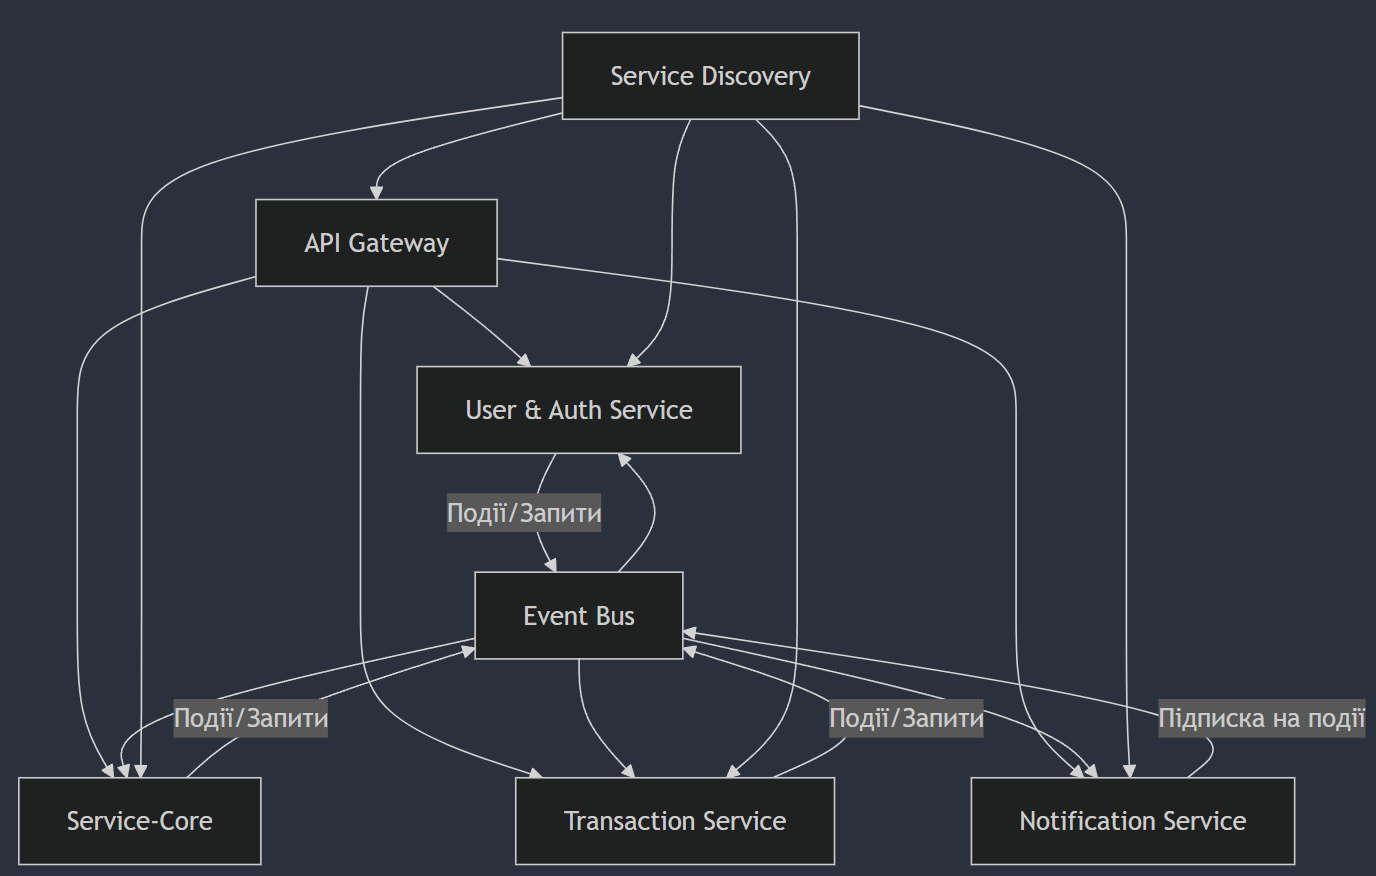 Service Discovery
API Gateway
User & Auth Service
Події/Запити
Event Bus
Події/Запити
Події/Запити
Підписка на події
Service-Core
Transaction Service
Notification Service